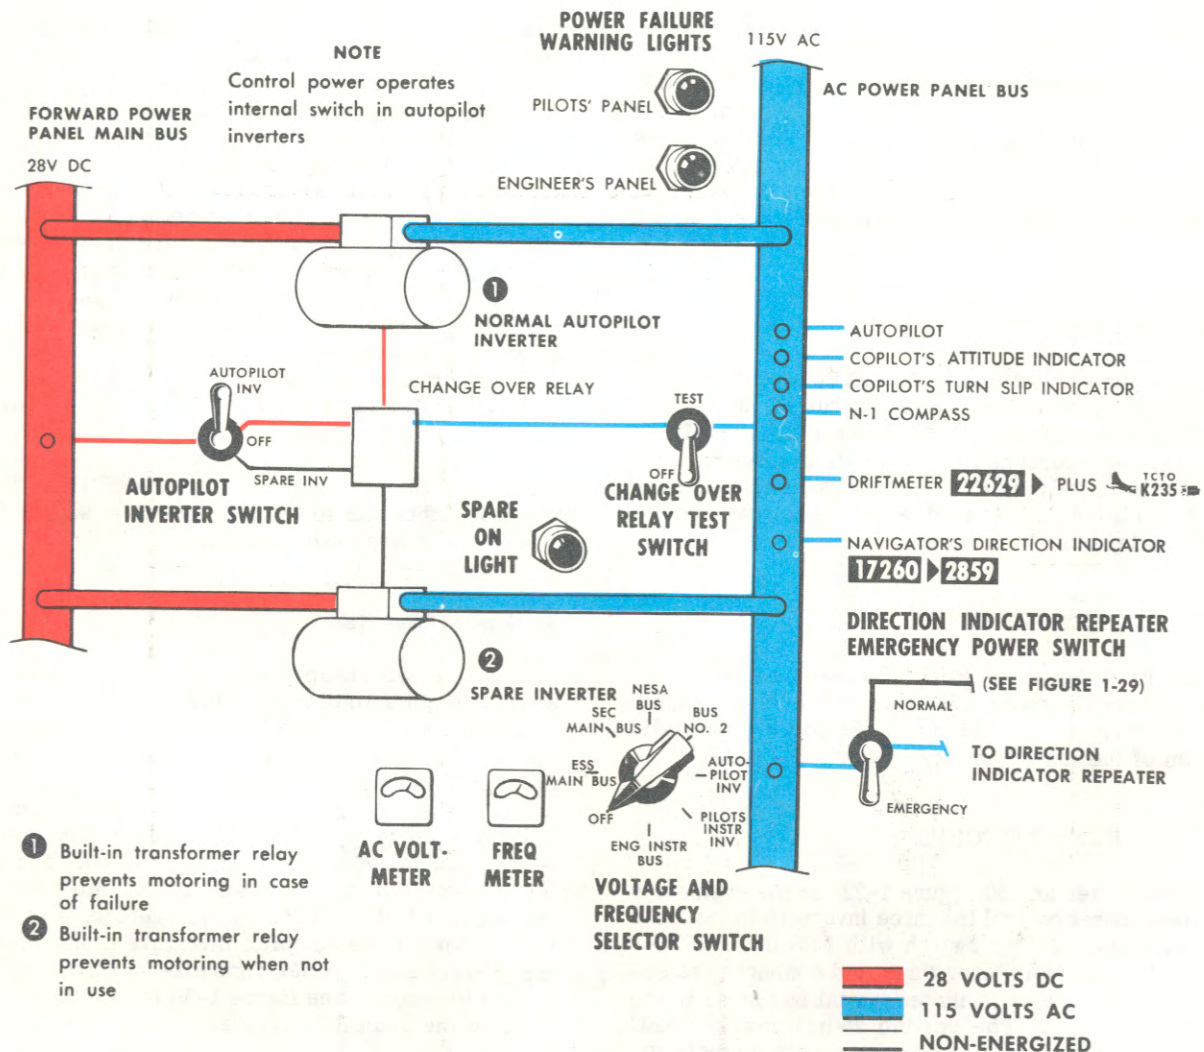 POWER FAILURE
WARNING LIGHTS
115V AC
NOTE
Control power operates
internal switch in autopilot
inverters
PILOTS' PANEL
AC POWER PANEL BUS
FORWARD POWER
PANEL MAIN BUS
28V DC
ENGINEER'S PANEL
1
NORMAL AUTOPILOT
INVERTER
AUTOPILOT
COPILOT'S ATTITUDE INDICATOR
COPILOT'S TURN SLIP INDICATOR
N-1 COMPASS
AUTOPILOT
INV
OFF
SPARE INV
AUTOPILOT
INVERTER SWITCH
CHANGE OVER RELAY
TEST
OFF
CHANGE OVER
RELAY TEST
SWITCH
SPARE
ON
LIGHT
DRIFTMETER 22629 PLUS TCTO
K235
NAVIGATOR'S DIRECTION INDICATOR
17260 2859
DIRECTION INDICATOR REPEATER
EMERGENCY POWER SWITCH
(SEE FIGURE 1-29)
NORMAL
TO DIRECTION
INDICATOR REPEATER
EMERGENCY
2
SPARE INVERTER
OFF
ESS
MAIN BUS
SEC
MAIN BUS
NESA
BUS
BUS
NO. 2
AUTO-
PILOT
INV
PILOTS
INSTR
INV
ENG INSTR
BUS
VOLTAGE AND
FREQUENCY
SELECTOR SWITCH
AC VOLT-
METER
FREQ
METER
1 Built-in transformer relay
prevents motoring in case
of failure
2 Built-in transformer relay
prevents motoring when not
in use
28 VOLTS DC
115 VOLTS AC
NON-ENERGIZED